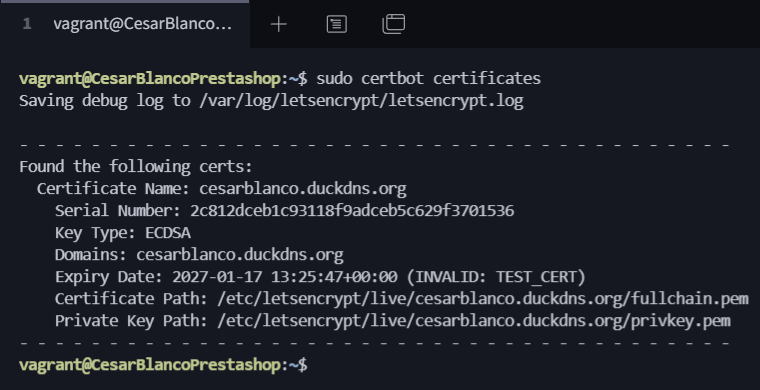 1 vagrant@CesarBlanco...
vagrant@CesarBlancoPrestashop:~$ sudo certbot certificates
Saving debug log to /var/log/letsencrypt/letsencrypt.log
- - - - - - - - - - - - - - - - - - - - - - - - - - - - - - - - - - - - - - - -
Found the following certs:
  Certificate Name: cesarblanco.duckdns.org
    Serial Number: 2c812dceb1c93118f9adceb5c629f3701536
    Key Type: ECDSA
    Domains: cesarblanco.duckdns.org
    Expiry Date: 2027-01-17 13:25:47+00:00 (INVALID: TEST_CERT)
    Certificate Path: /etc/letsencrypt/live/cesarblanco.duckdns.org/fullchain.pem
    Private Key Path: /etc/letsencrypt/live/cesarblanco.duckdns.org/privkey.pem
- - - - - - - - - - - - - - - - - - - - - - - - - - - - - - - - - - - - - - - -
vagrant@CesarBlancoPrestashop:~$